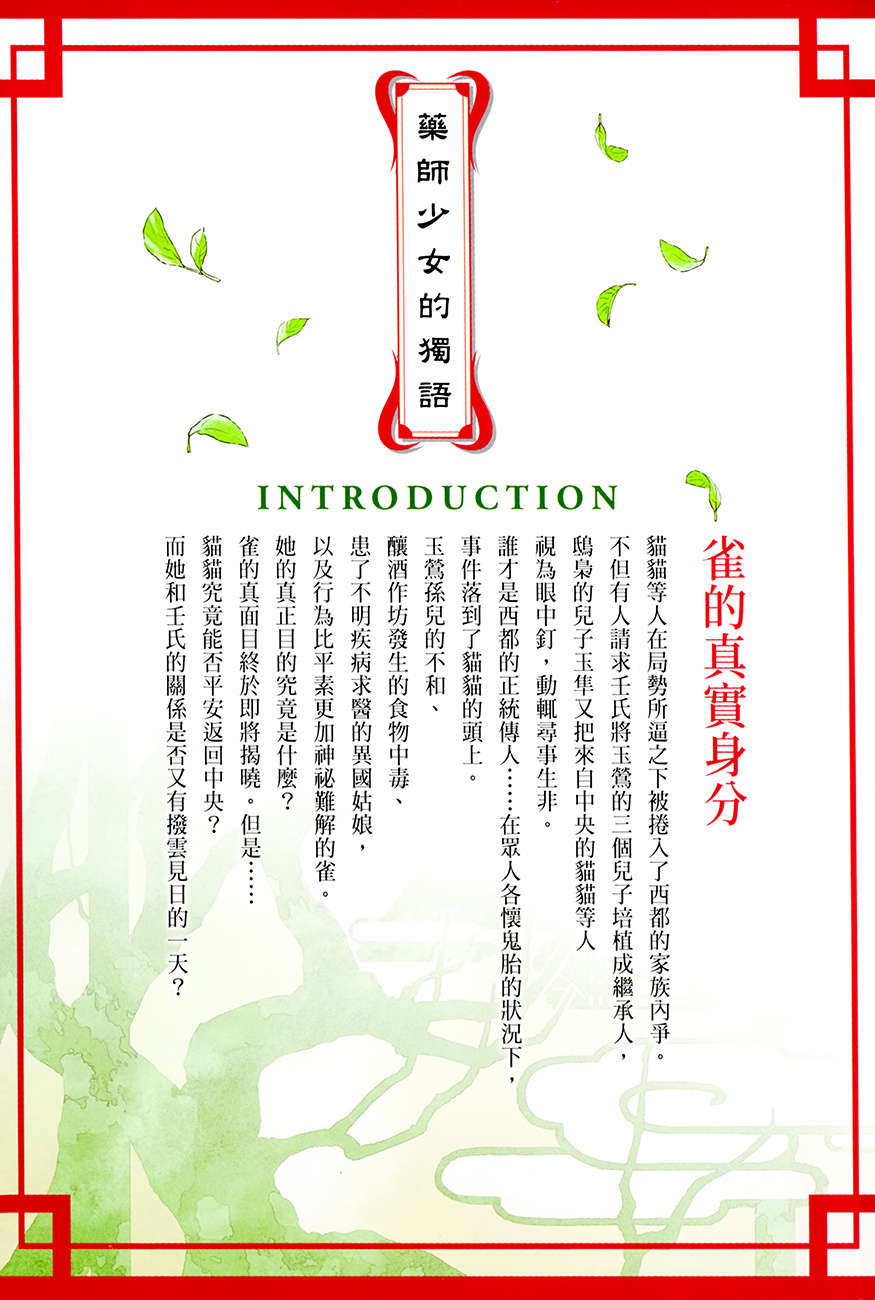 藥師少女的獨語
INTRODUCTION
雀的真實身分
貓貓等人在局勢所逼之下被捲入了西都的家族內爭。
不但有人請求壬氏將玉鶯的三個兒子培植成繼承人，
鴟梟的兒子玉隼又把來自中央的貓貓等人
視為眼中釘，動輒尋事生非。
誰才是西都的正統傳人……在眾人各懷鬼胎的狀況下，
事件落到了貓貓的頭上。
玉鶯孫兒的不和、
釀酒作坊發生的食物中毒、
患了不明疾病求醫的異國姑娘，
以及行為比平素更加神祕難解的雀。
她的真正目的究竟是什麼？
雀的真面目終於即將揭曉。但是……
貓貓究竟能否平安返回中央？
而她和壬氏的關係是否又有撥雲見日的一天？